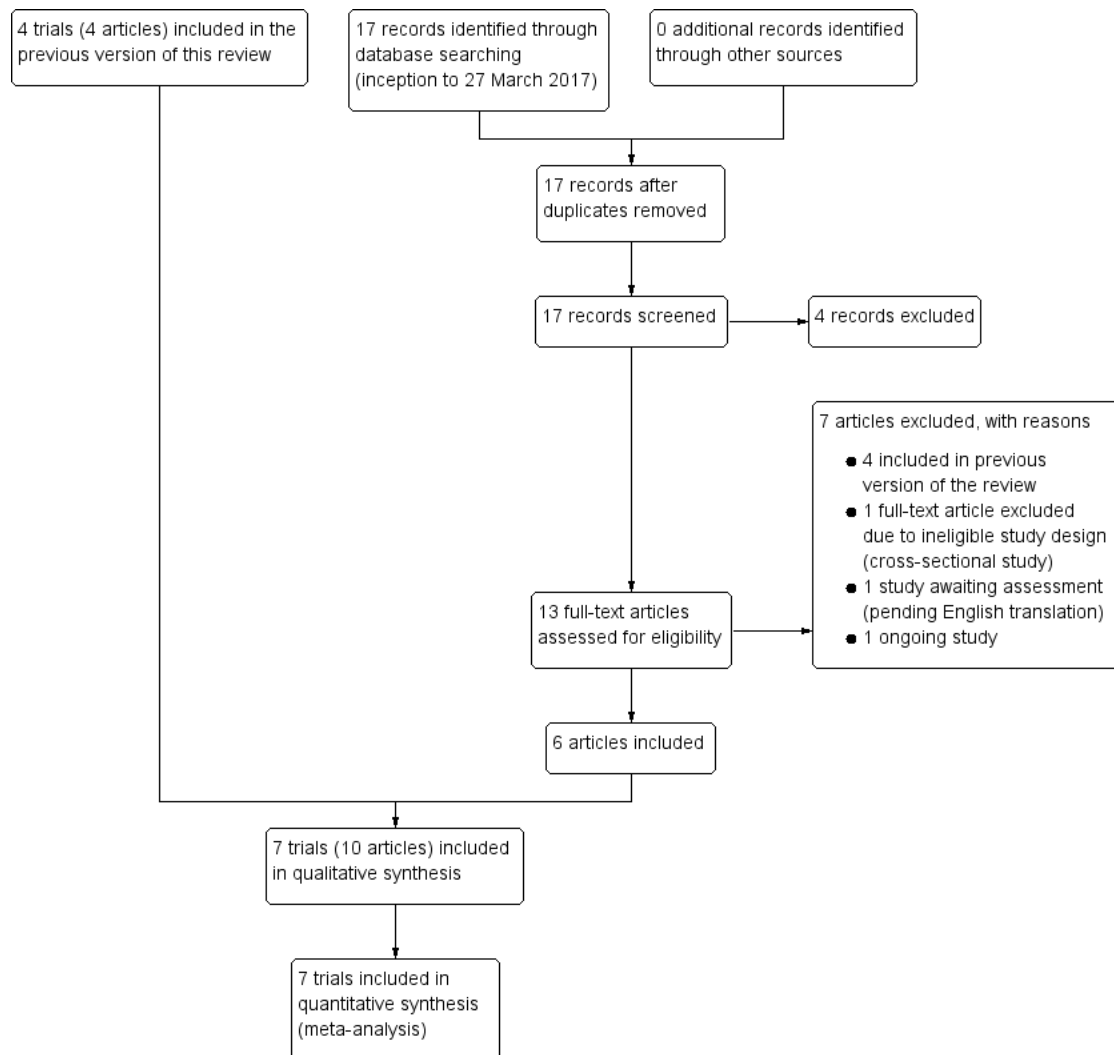 4 trials (4 articles) included in the
previous version of this review
17 records identified through
database searching
(inception to 27 March 2017)
0 additional records identified
through other sources
17 records after
duplicates removed
17 records screened
4 records excluded
7 articles excluded, with reasons
● 4 included in previous
version of the review
● 1 full-text article excluded
due to ineligible study design
(cross-sectional study)
● 1 study awaiting assessment
(pending English translation)
● 1 ongoing study
13 full-text articles
assessed for eligibility
6 articles included
7 trials (10 articles) included
in qualitative synthesis
7 trials included in
quantitative synthesis
(meta-analysis)